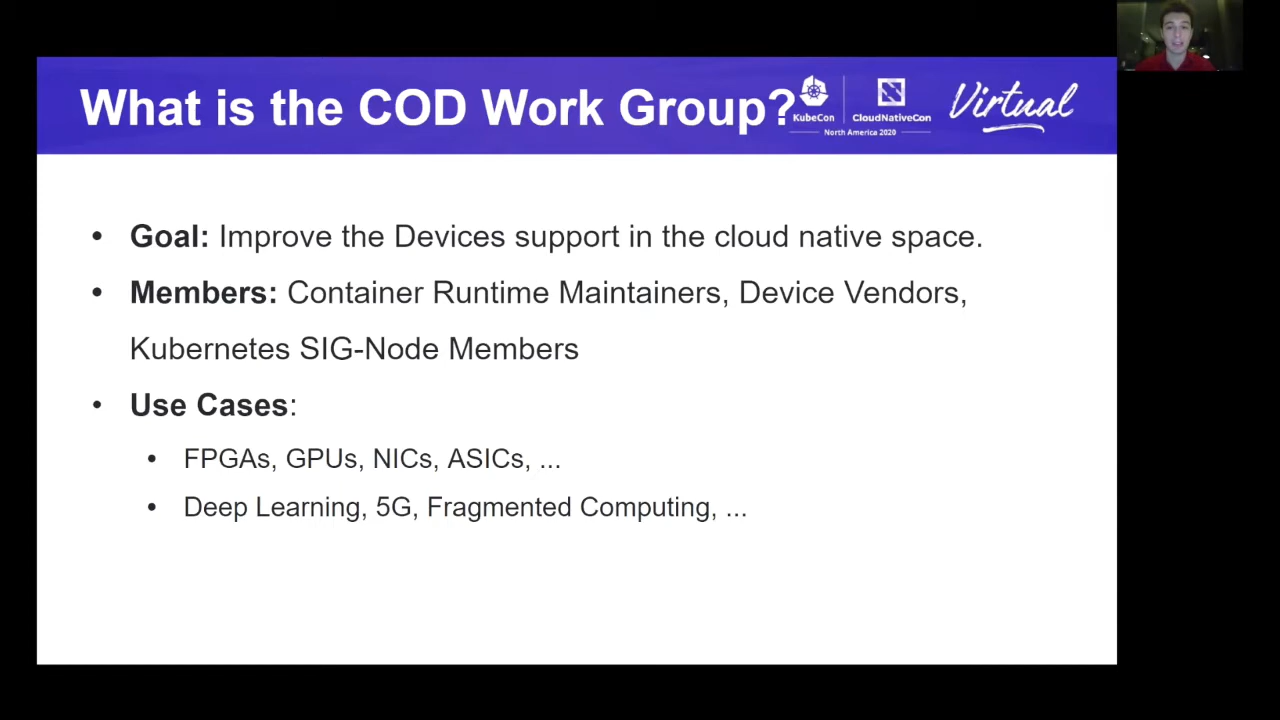 What is the COD Work Group?
KubeCon
CloudNativeCon
North America 2020
Virtual
• Goal: Improve the Devices support in the cloud native space.
• Members: Container Runtime Maintainers, Device Vendors,
Kubernetes SIG-Node Members
• Use Cases:
• FPGAs, GPUs, NICs, ASICs, ...
• Deep Learning, 5G, Fragmented Computing, ...